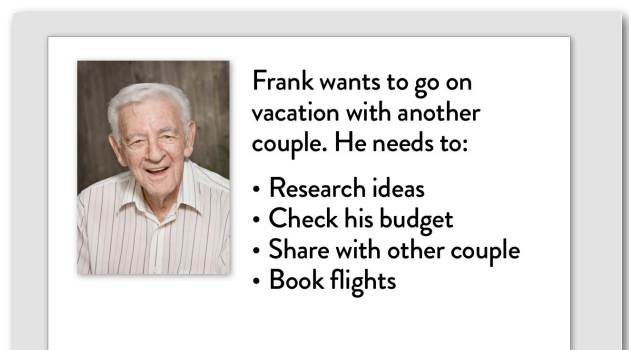 Frank wants to go on
vacation with another
couple. He needs to:
• Research ideas
• Check his budget
• Share with other couple
• Book flights